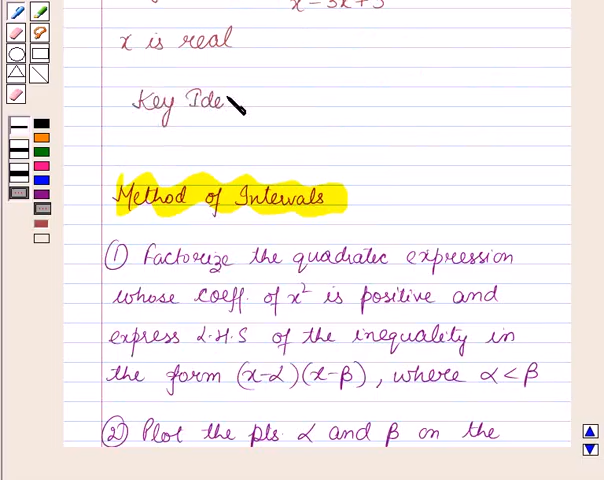 x is real
Key Ide
Method of Intervals
① Factorize the quadratic expression
whose coeff. of x² is positive and
express L.H.S of the inequality in
the form (x-α)(x-β), where α<β
② Plot the pts. α and β on the